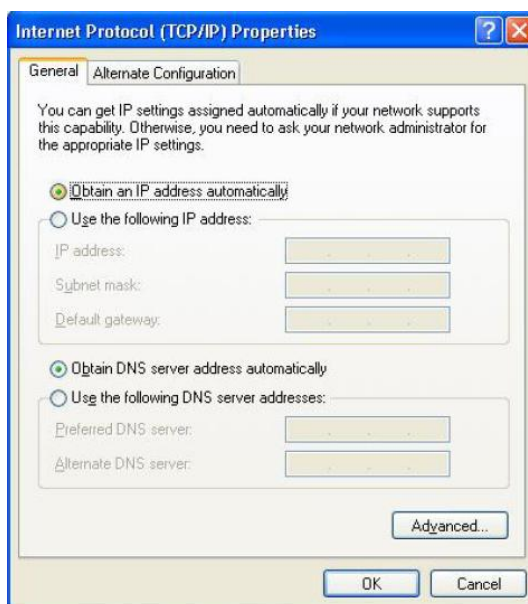 Internet Protocol (TCP/IP) Properties
General
Alternate Configuration
You can get IP settings assigned automatically if your network supports
this capability. Otherwise, you need to ask your network administrator for
the appropriate IP settings.
Obtain an IP address automatically
Use the following IP address:
IP address:
Subnet mask:
Default gateway:
Obtain DNS server address automatically
Use the following DNS server addresses:
Preferred DNS server:
Alternate DNS server:
Advanced...
OK
Cancel